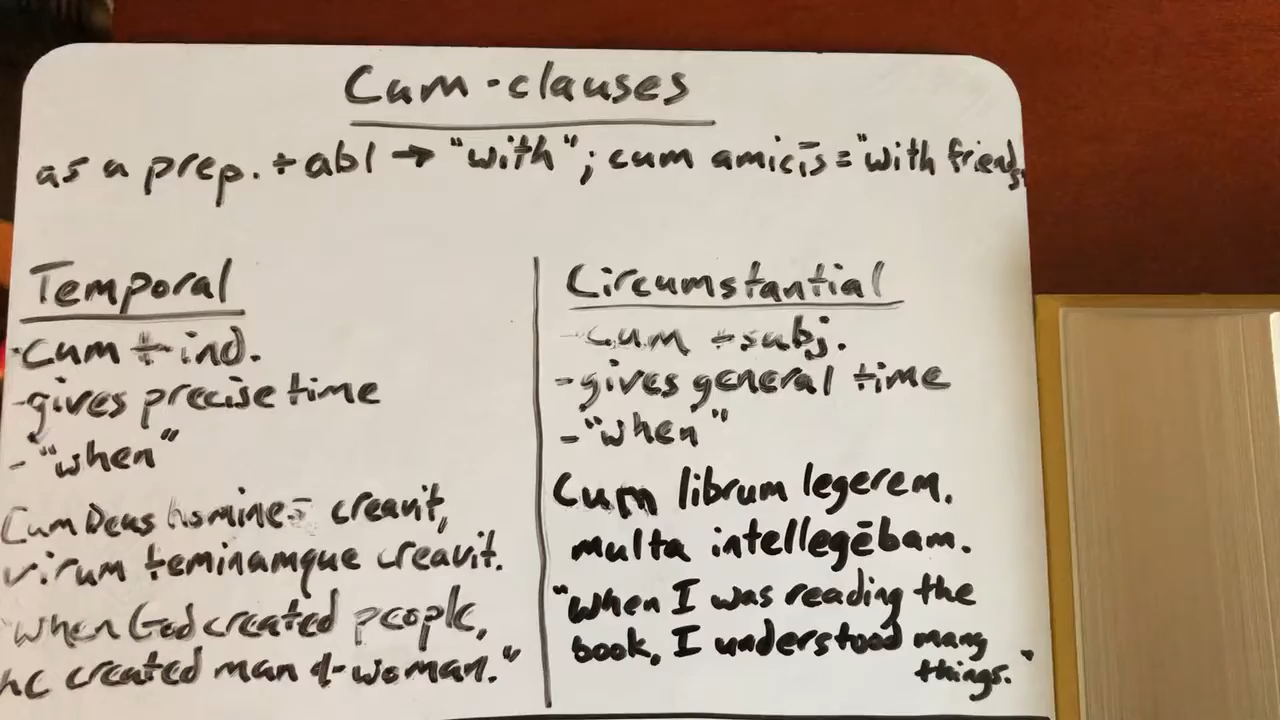 Cum-clauses
as a prep. + abl → "with"; cum amicīs = "with friends
Temporal
-cum + ind.
-gives precise time
-"when"
Cum Deus hominēs creavit,
virum feminamque creavit.
"when God created people,
he created man & woman."
Circumstantial
-cum + subj.
-gives general time
-"when"
Cum librum legerem,
multa intellegēbam.
"when I was reading the
book, I understood many
things."